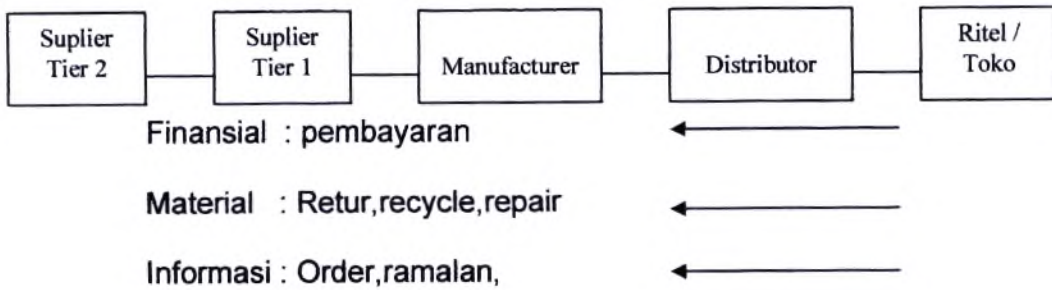 Suplier
Tier 2
Suplier
Tier 1
Manufacturer
Distributor
Ritel /
Toko
Finansial : pembayaran
Material : Retur,recycle,repair
Informasi : Order,ramalan,